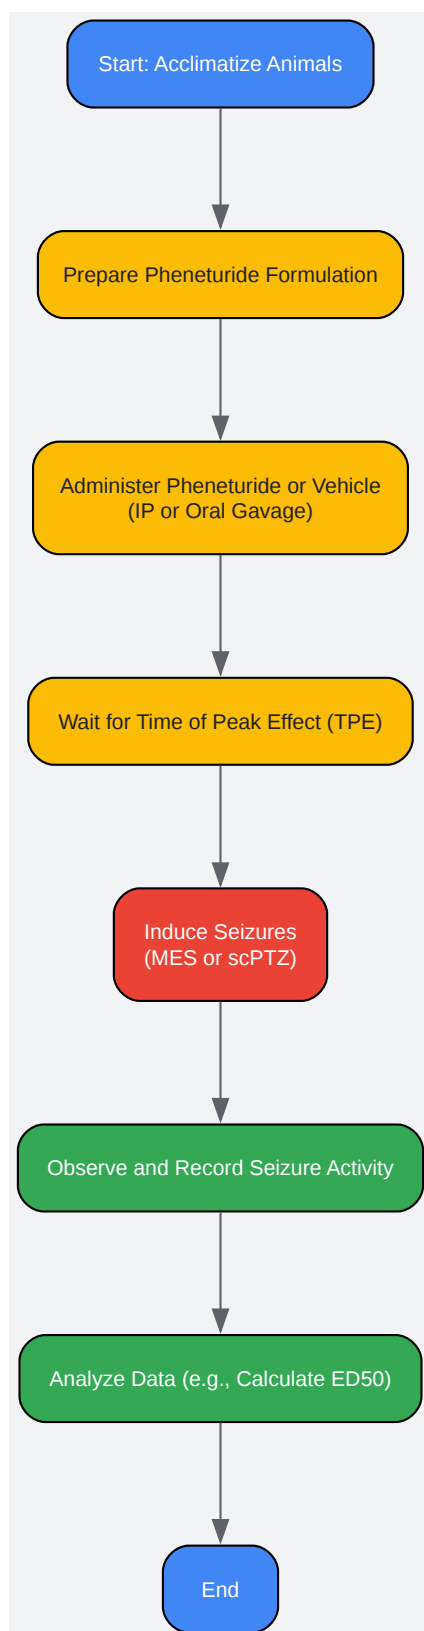 Start: Acclimatize Animals
Prepare Pheneturide Formulation
Administer Pheneturide or Vehicle
(IP or Oral Gavage)
Wait for Time of Peak Effect (TPE)
Induce Seizures
(MES or scPTZ)
Observe and Record Seizure Activity
Analyze Data (e.g., Calculate ED50)
End